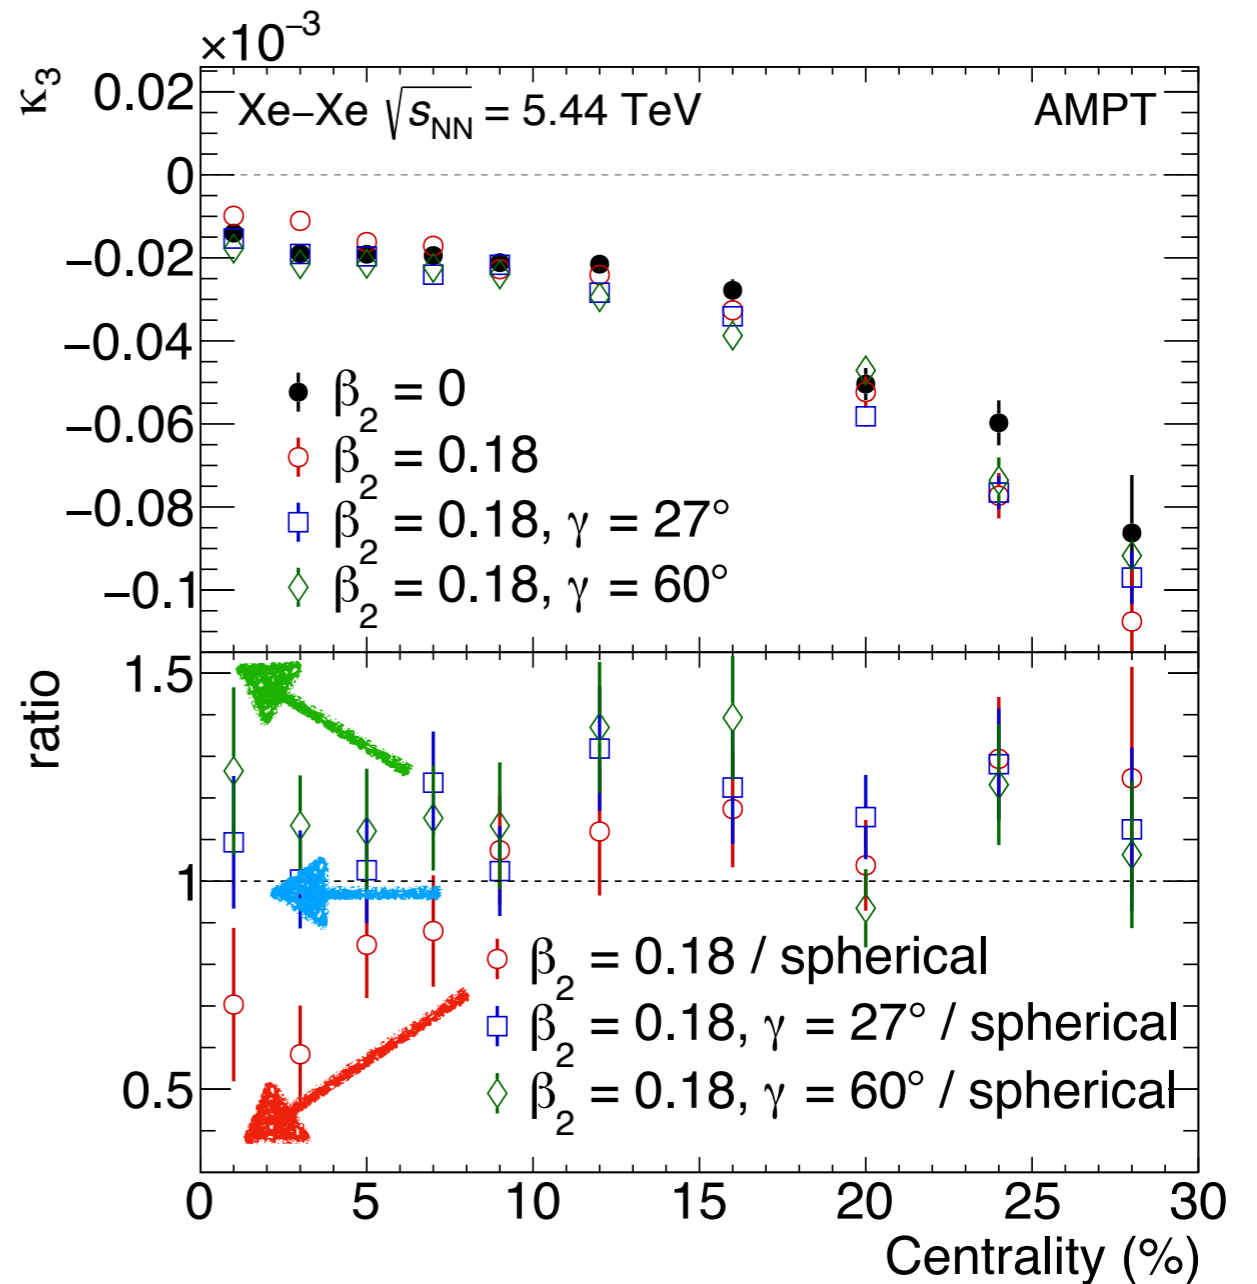 ×10⁻³
κ₃
Xe–Xe √s_NN = 5.44 TeV
AMPT
0.02
0
−0.02
−0.04
−0.06
−0.08
−0.1
β₂ = 0
β₂ = 0.18
β₂ = 0.18, γ = 27°
β₂ = 0.18, γ = 60°
ratio
1.5
1
0.5
β₂ = 0.18 / spherical
β₂ = 0.18, γ = 27° / spherical
β₂ = 0.18, γ = 60° / spherical
0 5 10 15 20 25 30
Centrality (%)